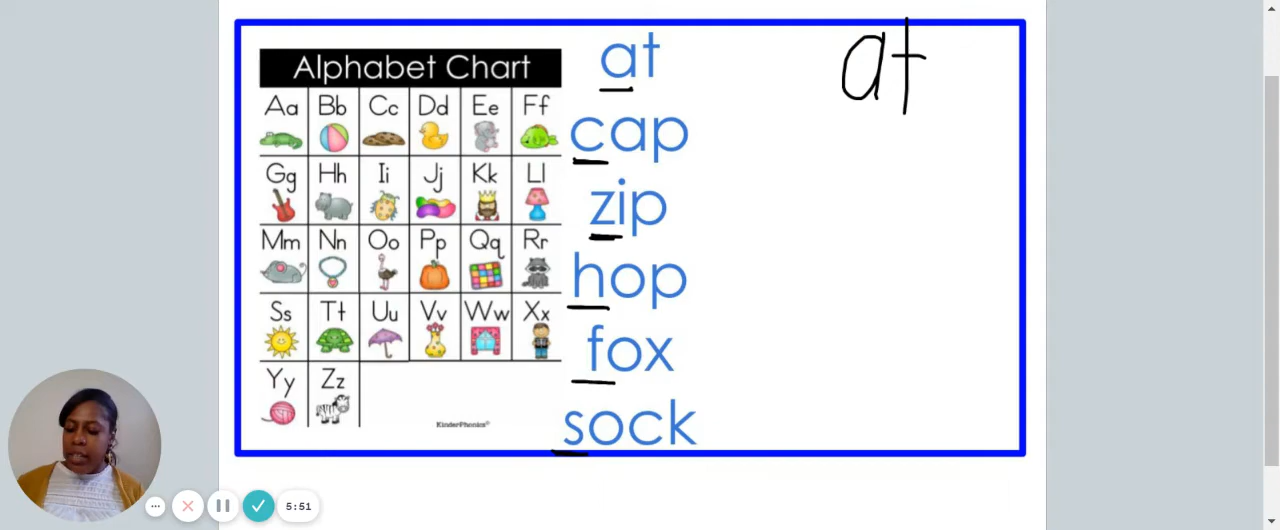 Alphabet Chart
Aa Bb Cc Dd Ee Ff
Gg Hh Ii Jj Kk Ll
Mm Nn Oo Pp Qq Rr
Ss Tt Uu Vv Ww Xx
Yy Zz
KinderPhonics®
at
cap
zip
hop
fox
sock
at
5:51